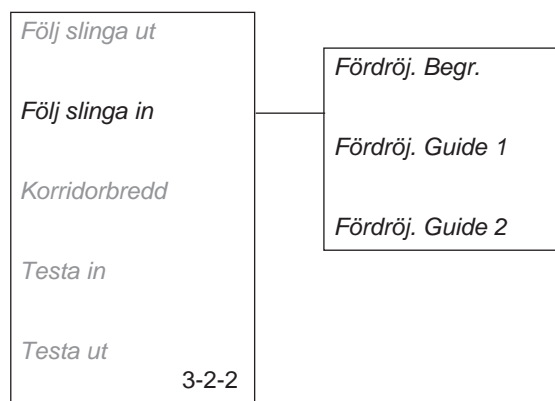 Följ slinga ut
Följ slinga in
Korridorbredd
Testa in
Testa ut
3-2-2
Fördröj. Begr.
Fördröj. Guide 1
Fördröj. Guide 2